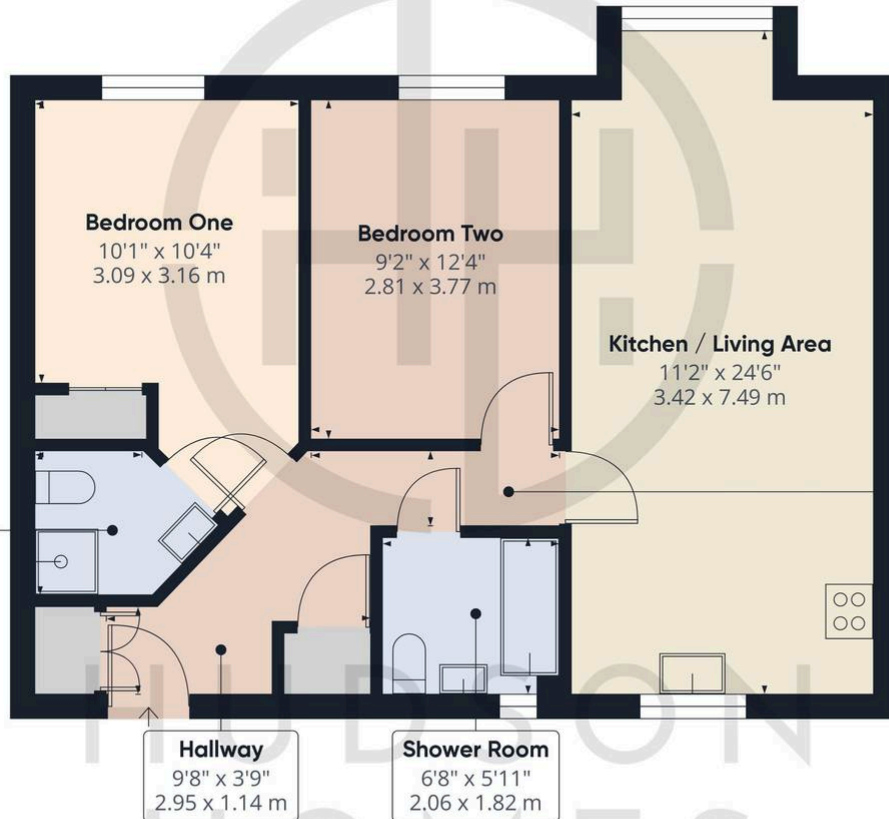 Bedroom One
10'1" x 10'4"
3.09 x 3.16 m
Bedroom Two
9'2" x 12'4"
2.81 x 3.77 m
Kitchen / Living Area
11'2" x 24'6"
3.42 x 7.49 m
HUDSON
Hallway
9'8" x 3'9"
2.95 x 1.14 m
Shower Room
6'8" x 5'11"
2.06 x 1.82 m
HOMES